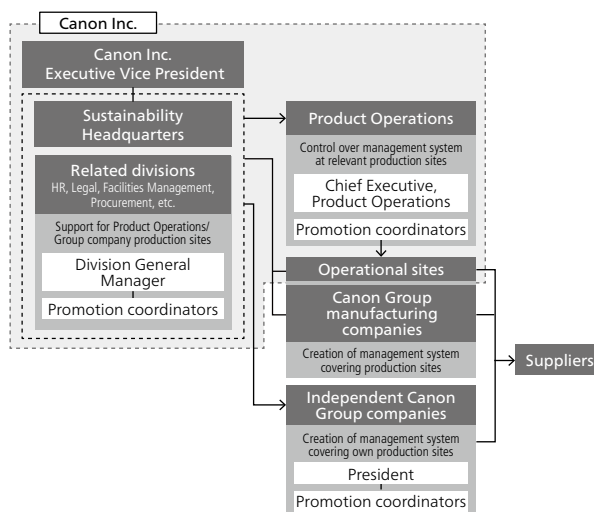 Canon Inc.
Canon Inc.
Executive Vice President
Sustainability
Headquarters
Related divisions
HR, Legal, Facilities Management,
Procurement, etc.
Support for Product Operations/
Group company production sites
Division General
Manager
Promotion coordinators
Product Operations
Control over management system
at relevant production sites
Chief Executive,
Product Operations
Promotion coordinators
Operational sites
Canon Group
manufacturing
companies
Creation of management system
covering production sites
Independent Canon
Group companies
Creation of management system
covering own production sites
President
Promotion coordinators
Suppliers